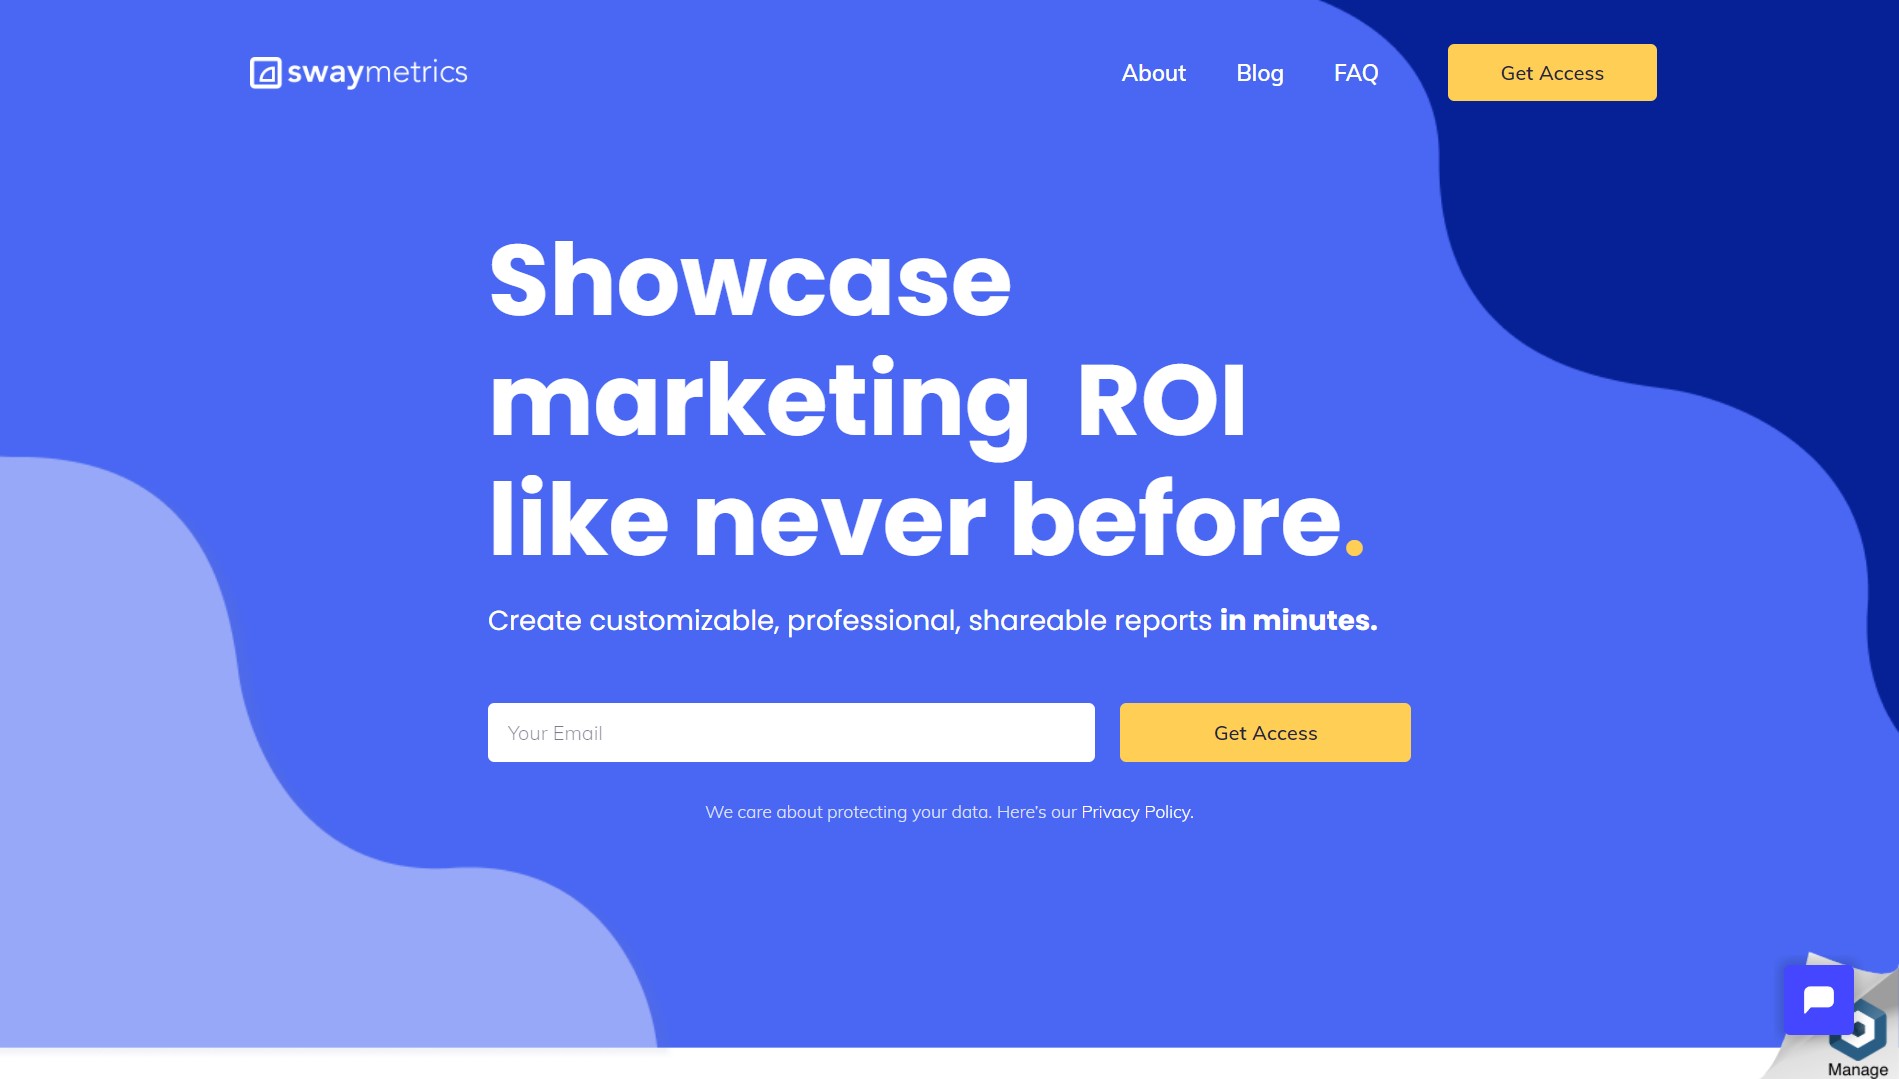 swaymetrics
About
Blog
FAQ
Get Access
Showcase
marketing ROI
like never before.
Create customizable, professional, shareable reports in minutes.
Your Email
Get Access
We care about protecting your data. Here's our Privacy Policy.
Manage